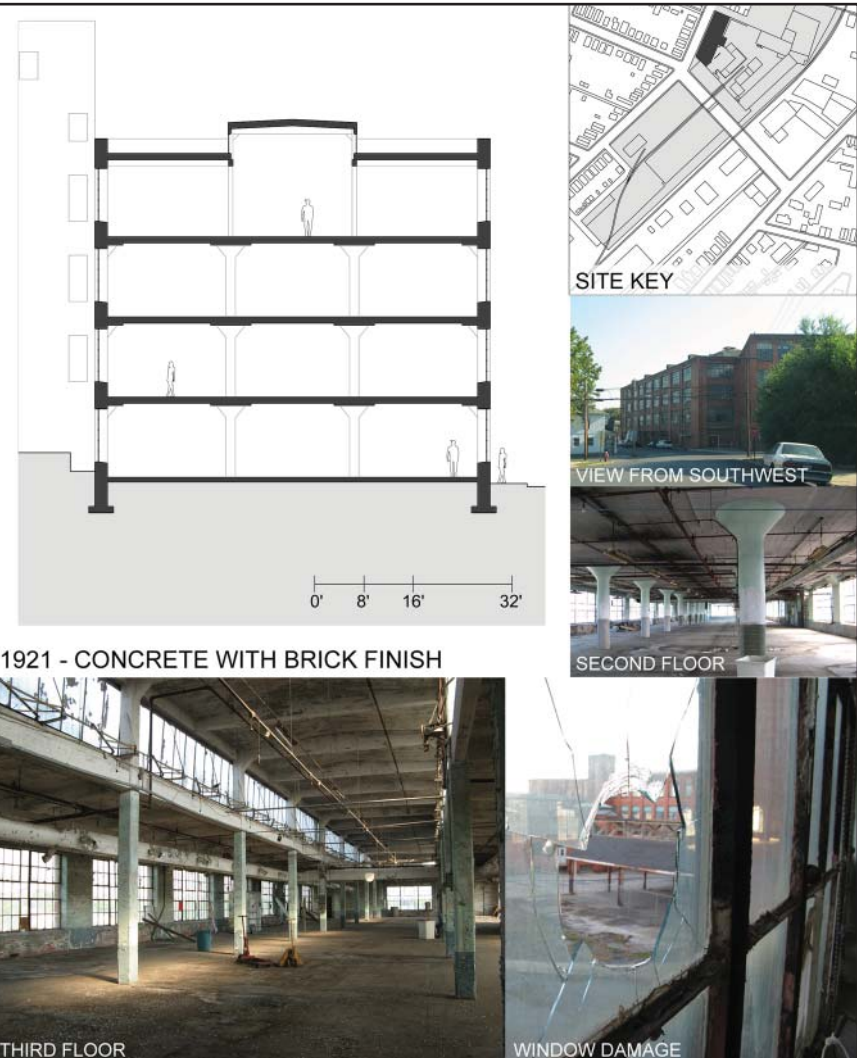 SITE KEY
VIEW FROM SOUTHWEST
0' 8' 16' 32'
SECOND FLOOR
1921 - CONCRETE WITH BRICK FINISH
THIRD FLOOR
WINDOW DAMAGE